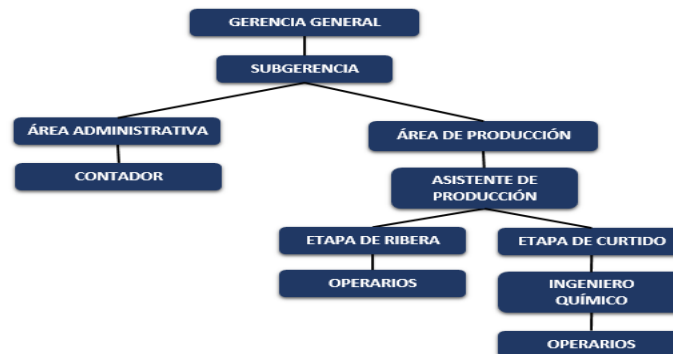 GERENCIA GENERAL
SUBGERENCIA
ÁREA ADMINISTRATIVA
ÁREA DE PRODUCCIÓN
CONTADOR
ASISTENTE DE
PRODUCCIÓN
ETAPA DE RIBERA
ETAPA DE CURTIDO
OPERARIOS
INGENIERO
QUÍMICO
OPERARIOS